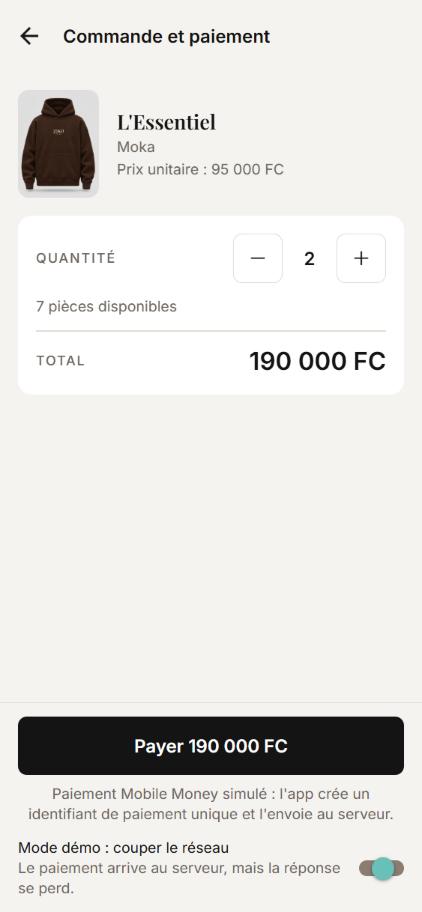 Commande et paiement
L'Essentiel
Moka
Prix unitaire : 95 000 FC
QUANTITÉ
2
7 pièces disponibles
TOTAL
190 000 FC
Payer 190 000 FC
Paiement Mobile Money simulé : l'app crée un
identifiant de paiement unique et l'envoie au serveur.
Mode démo : couper le réseau
Le paiement arrive au serveur, mais la réponse
se perd.